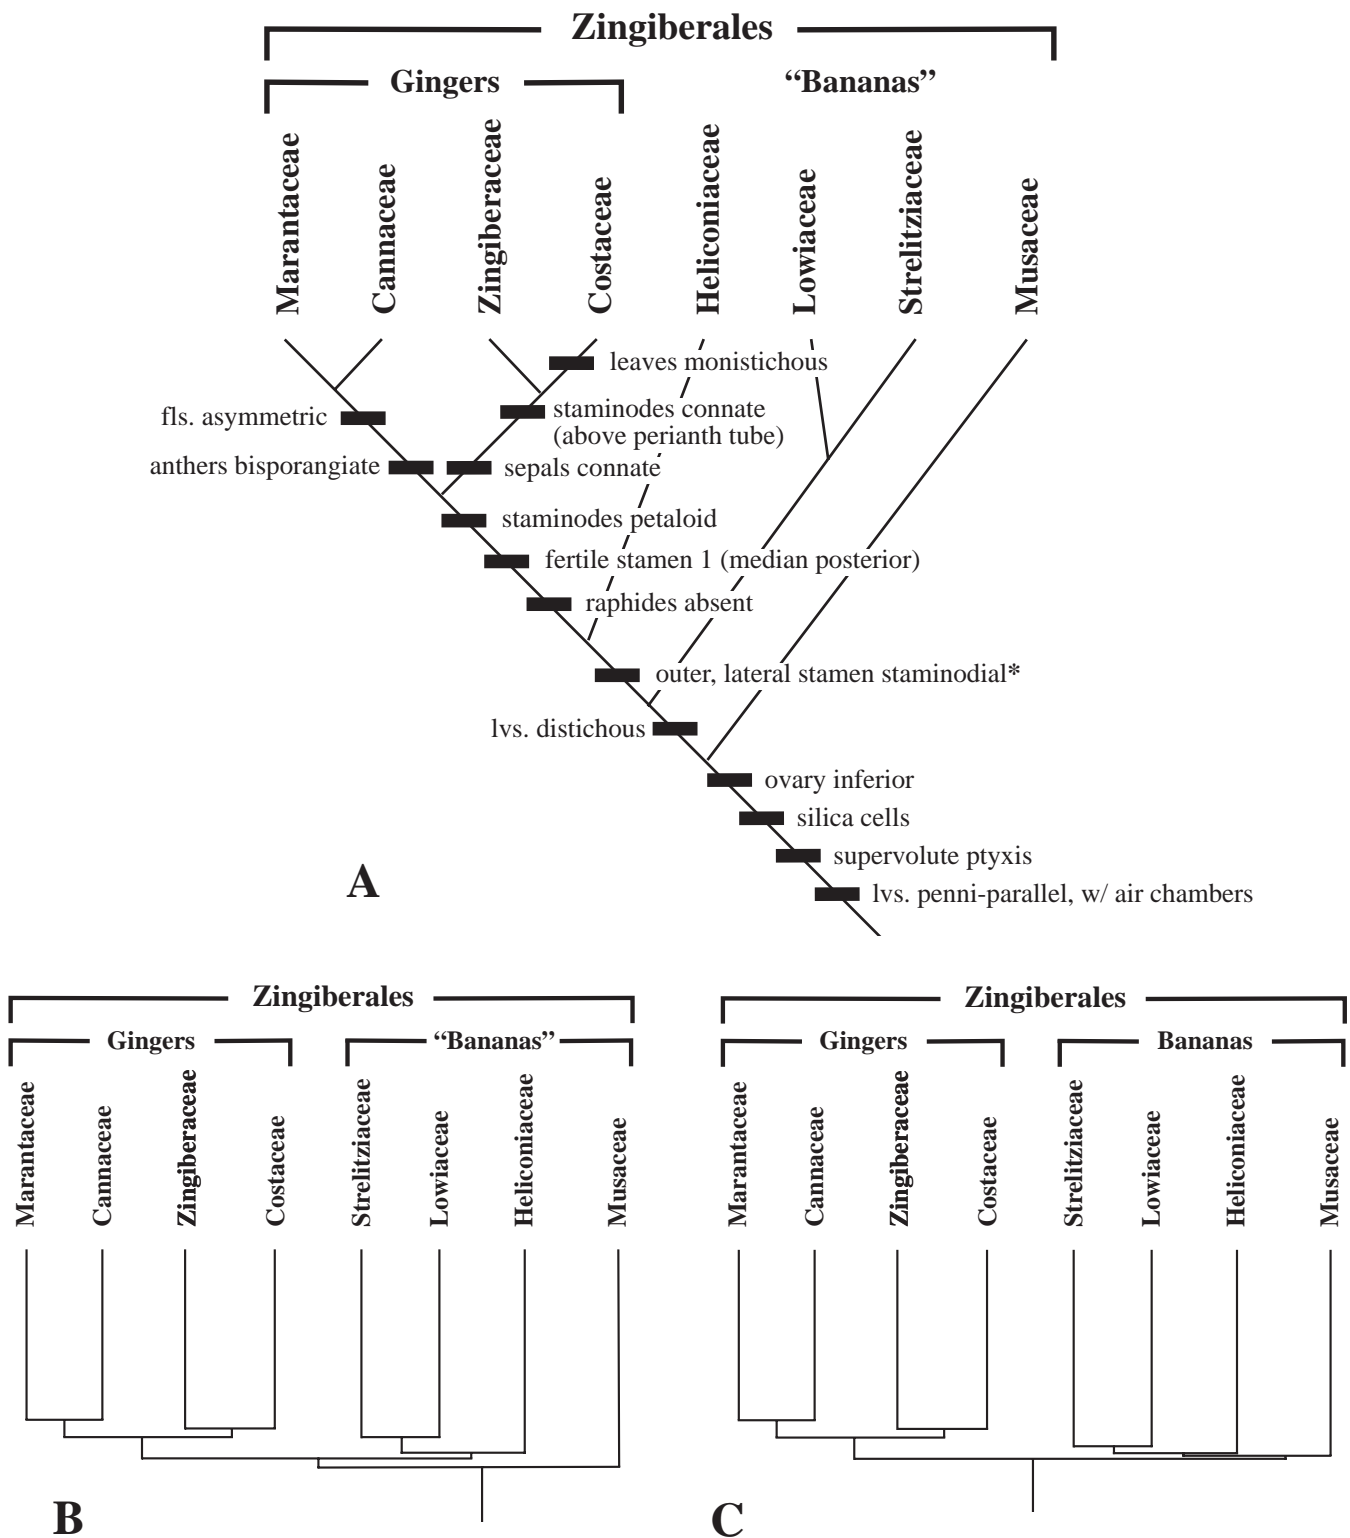 Zingiberales
Gingers
“Bananas”
Marantaceae
Cannaceae
Zingiberaceae
Costaceae
Heliconiaceae
Lowiaceae
Strelitziaceae
Musaceae
leaves monistichous
fls. asymmetric
staminodes connate
(above perianth tube)
anthers bisporangiate
sepals connate
staminodes petaloid
fertile stamen 1 (median posterior)
raphides absent
outer, lateral stamen staminodial*
lvs. distichous
ovary inferior
silica cells
supervolute ptyxis
lvs. penni-parallel, w/ air chambers
A
Zingiberales
Gingers
“Bananas”
Marantaceae
Cannaceae
Zingiberaceae
Costaceae
Strelitziaceae
Lowiaceae
Heliconiaceae
Musaceae
B
Zingiberales
Gingers
Bananas
Marantaceae
Cannaceae
Zingiberaceae
Costaceae
Strelitziaceae
Lowiaceae
Heliconiaceae
Musaceae
C